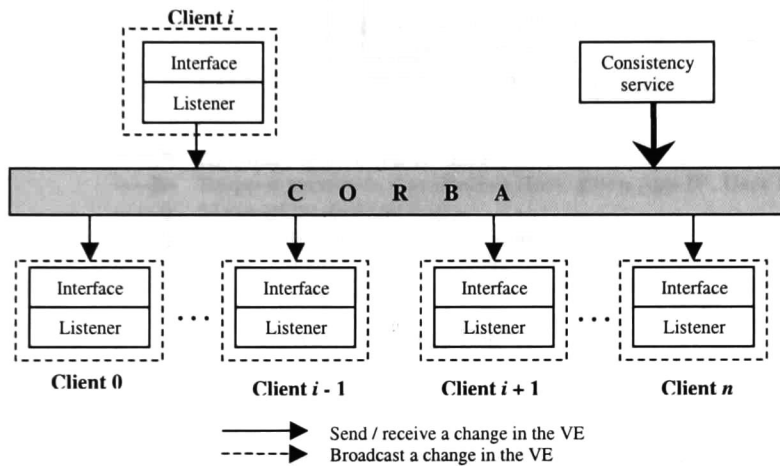 Client i
Interface
Listener
Consistency
service
C O R B A
Interface
Listener
Interface
Listener
Interface
Listener
Interface
Listener
Client 0
Client i - 1
Client i + 1
Client n
Send / receive a change in the VE
Broadcast a change in the VE